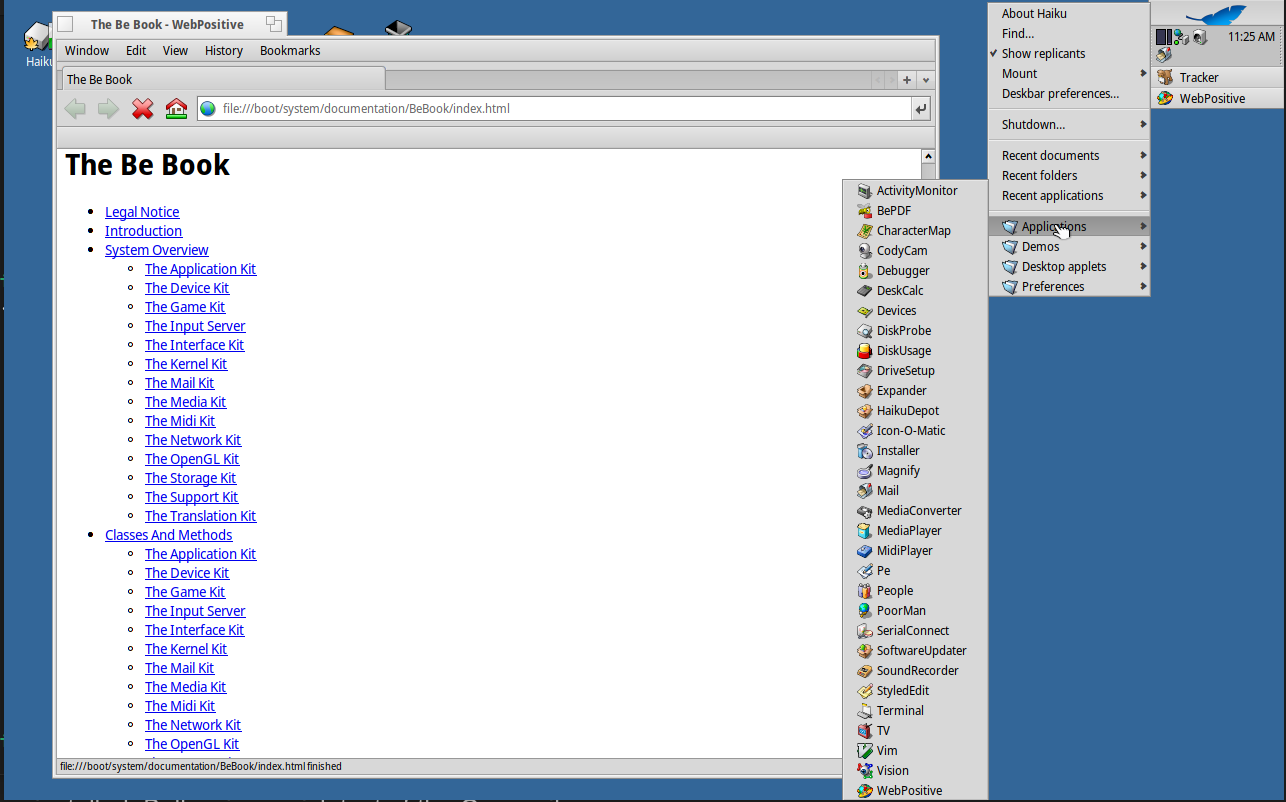 The Be Book - WebPositive
Window Edit View History Bookmarks
The Be Book
file:///boot/system/documentation/BeBook/index.html
The Be Book
Legal Notice
Introduction
System Overview
The Application Kit
The Device Kit
The Game Kit
The Input Server
The Interface Kit
The Kernel Kit
The Mail Kit
The Media Kit
The Midi Kit
The Network Kit
The OpenGL Kit
The Storage Kit
The Support Kit
The Translation Kit
Classes And Methods
The Application Kit
The Device Kit
The Game Kit
The Input Server
The Interface Kit
The Kernel Kit
The Mail Kit
The Media Kit
The Midi Kit
The Network Kit
The OpenGL Kit
file:///boot/system/documentation/BeBook/index.html finished
ActivityMonitor
BePDF
CharacterMap
CodyCam
Debugger
DeskCalc
Devices
DiskProbe
DiskUsage
DriveSetup
Expander
HaikuDepot
Icon-O-Matic
Installer
Magnify
Mail
MediaConverter
MediaPlayer
MidiPlayer
Pe
People
PoorMan
SerialConnect
SoftwareUpdater
SoundRecorder
StyledEdit
Terminal
TV
Vim
Vision
WebPositive
About Haiku
Find...
Show replicants
Mount
Deskbar preferences...
Shutdown...
Recent documents
Recent folders
Recent applications
Applications
Demos
Desktop applets
Preferences
11:25 AM
Tracker
WebPositive
Haiku